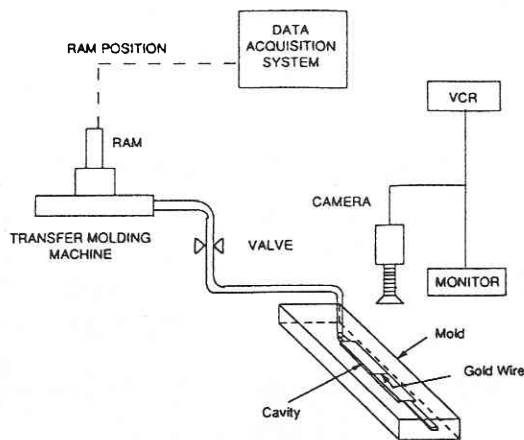 DATA
ACQUISITION
SYSTEM
RAM POSITION
VCR
RAM
CAMERA
TRANSFER MOLDING
MACHINE
VALVE
MONITOR
Mold
Gold Wire
Cavity